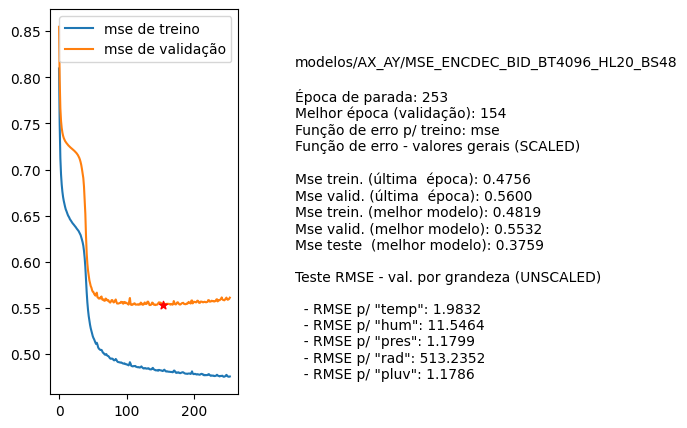 mse de treino
mse de validação
0.85
0.80
0.75
0.70
0.65
0.60
0.55
0.50
0
100
200
modelos/AX_AY/MSE_ENCDEC_BID_BT4096_HL20_BS48
Época de parada: 253
Melhor época (validação): 154
Função de erro p/ treino: mse
Função de erro - valores gerais (SCALED)
Mse trein. (última  época): 0.4756
Mse valid. (última  época): 0.5600
Mse trein. (melhor modelo): 0.4819
Mse valid. (melhor modelo): 0.5532
Mse teste  (melhor modelo): 0.3759
Teste RMSE - val. por grandeza (UNSCALED)
- RMSE p/ "temp": 1.9832
- RMSE p/ "hum": 11.5464
- RMSE p/ "pres": 1.1799
- RMSE p/ "rad": 513.2352
- RMSE p/ "pluv": 1.1786